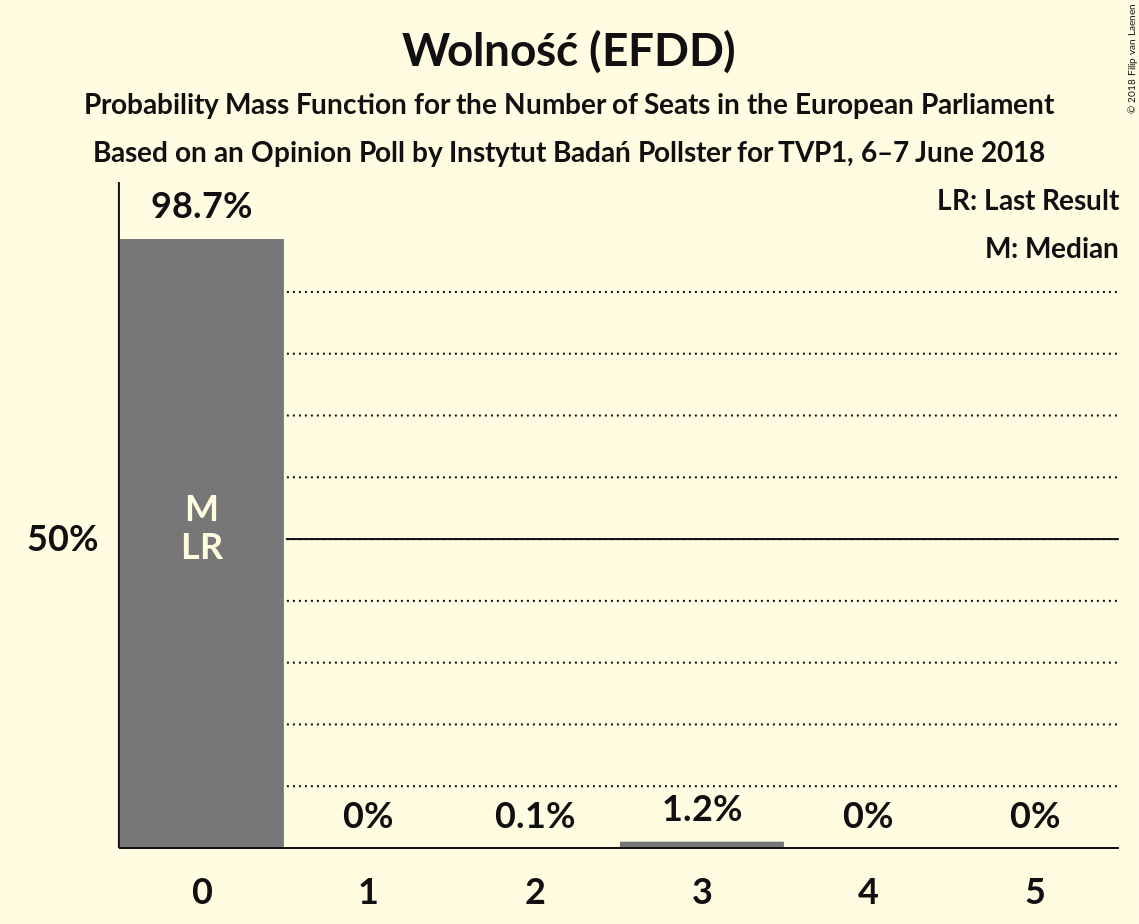 Wolność (EFDD)
Probability Mass Function for the Number of Seats in the European Parliament
Based on an Opinion Poll by Instytut Badań Pollster for TVP1, 6–7 June 2018
© 2018 Filip van Laenen
LR: Last Result
M: Median
98.7%
M
LR
50%
0%
0.1%
1.2%
0%
0%
0 1 2 3 4 5